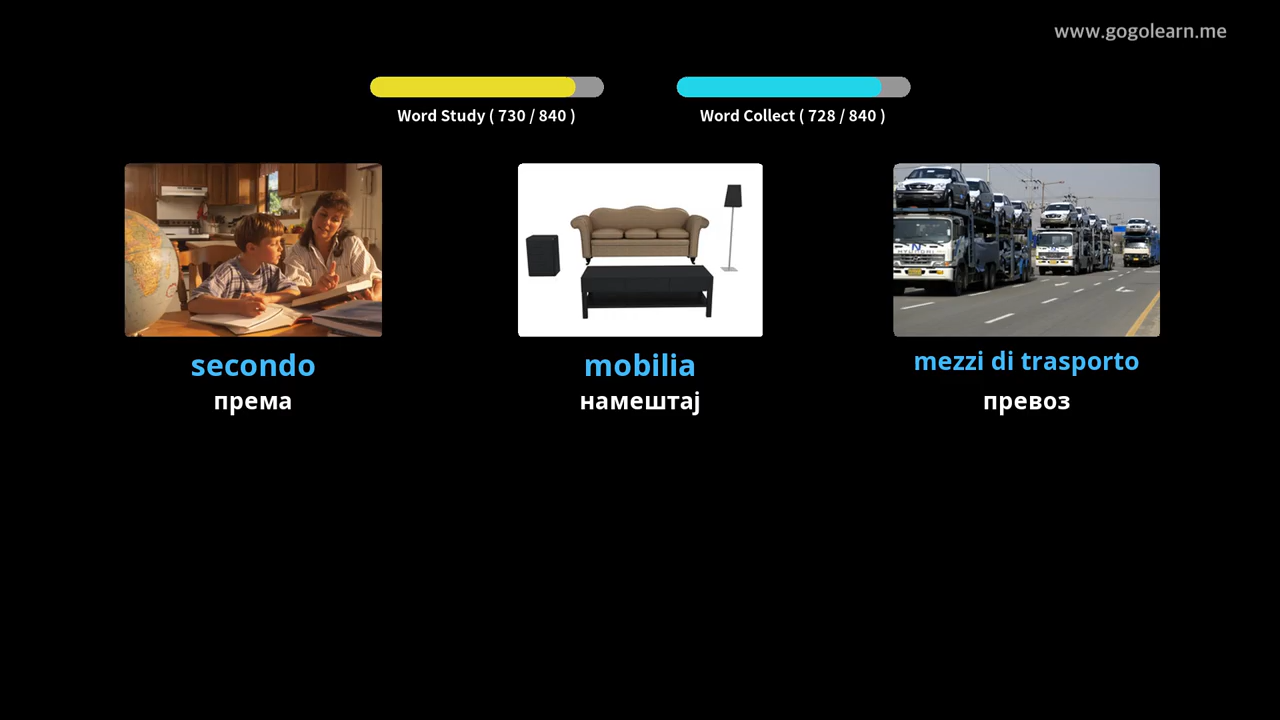 www.gogolearn.me
Word Study ( 730 / 840 )
Word Collect ( 728 / 840 )
secondo
mobilia
mezzi di trasporto
према
намештај
превоз